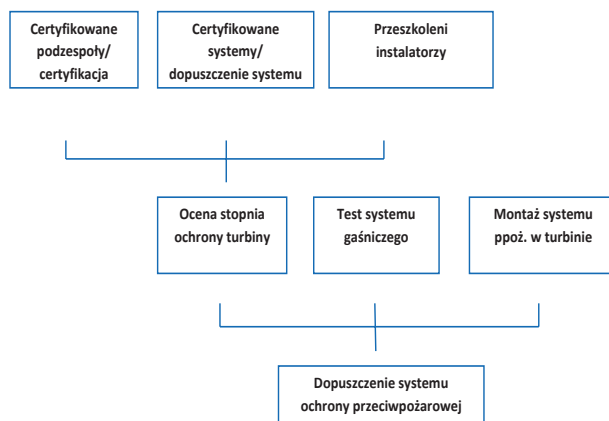 Certyfikowane
podzespoły/
certyfikacja
Certyfikowane
systemy/
dopuszczenie systemu
Przeszkoleni
instalatorzy
Ocena stopnia
ochrony turbiny
Test systemu
gaśniczego
Montaż systemu
ppoż. w turbinie
Dopuszczenie systemu
ochrony przeciwpożarowej